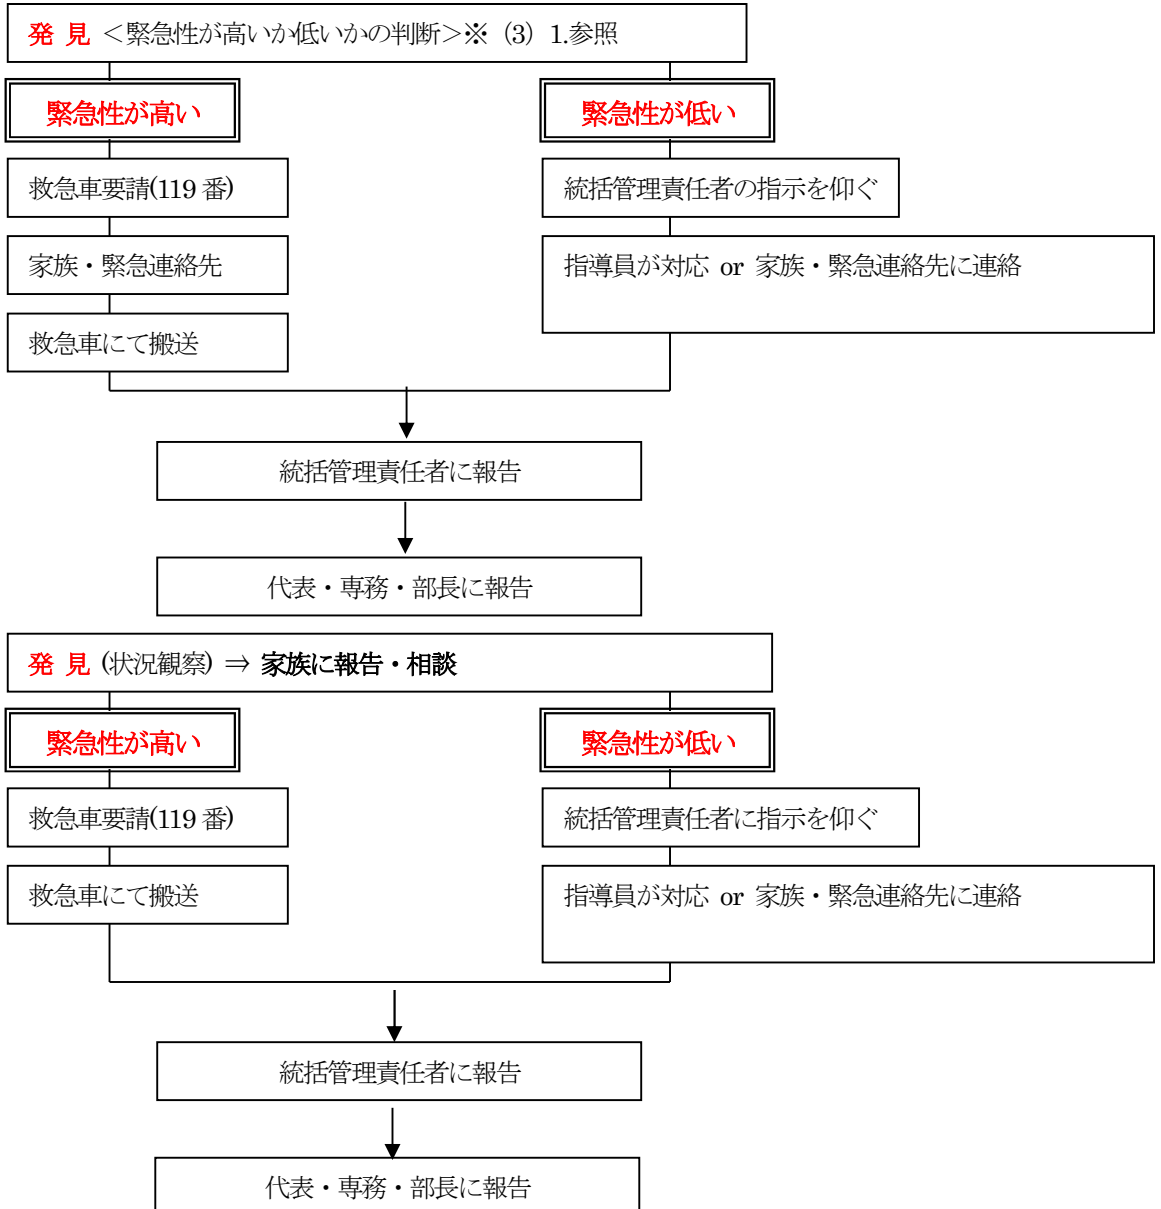 発 見 ＜緊急性が高いか低いかの判断＞※（3）1.参照
緊急性が高い
緊急性が低い
救急車要請(119 番)
統括管理責任者の指示を仰ぐ
家族・緊急連絡先
指導員が対応 or 家族・緊急連絡先に連絡
救急車にて搬送
統括管理責任者に報告
代表・専務・部長に報告
発 見 (状況観察) ⇒ 家族に報告・相談
緊急性が高い
緊急性が低い
救急車要請(119 番)
統括管理責任者に指示を仰ぐ
救急車にて搬送
指導員が対応 or 家族・緊急連絡先に連絡
統括管理責任者に報告
代表・専務・部長に報告